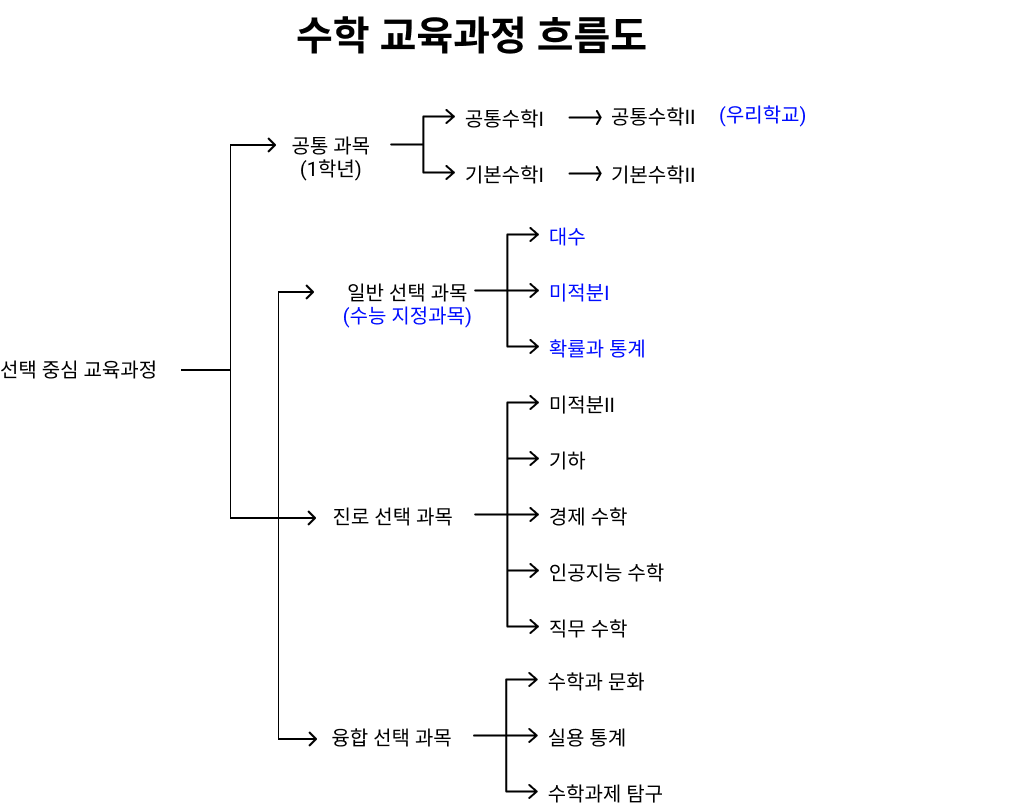 수학 교육과정 흐름도
공통수학I
공통수학II
(우리학교)
공통 과목
(1학년)
기본수학I
기본수학II
대수
일반 선택 과목
(수능 지정과목)
미적분I
확률과 통계
선택 중심 교육과정
미적분II
기하
진로 선택 과목
경제 수학
인공지능 수학
직무 수학
수학과 문화
융합 선택 과목
실용 통계
수학과제 탐구